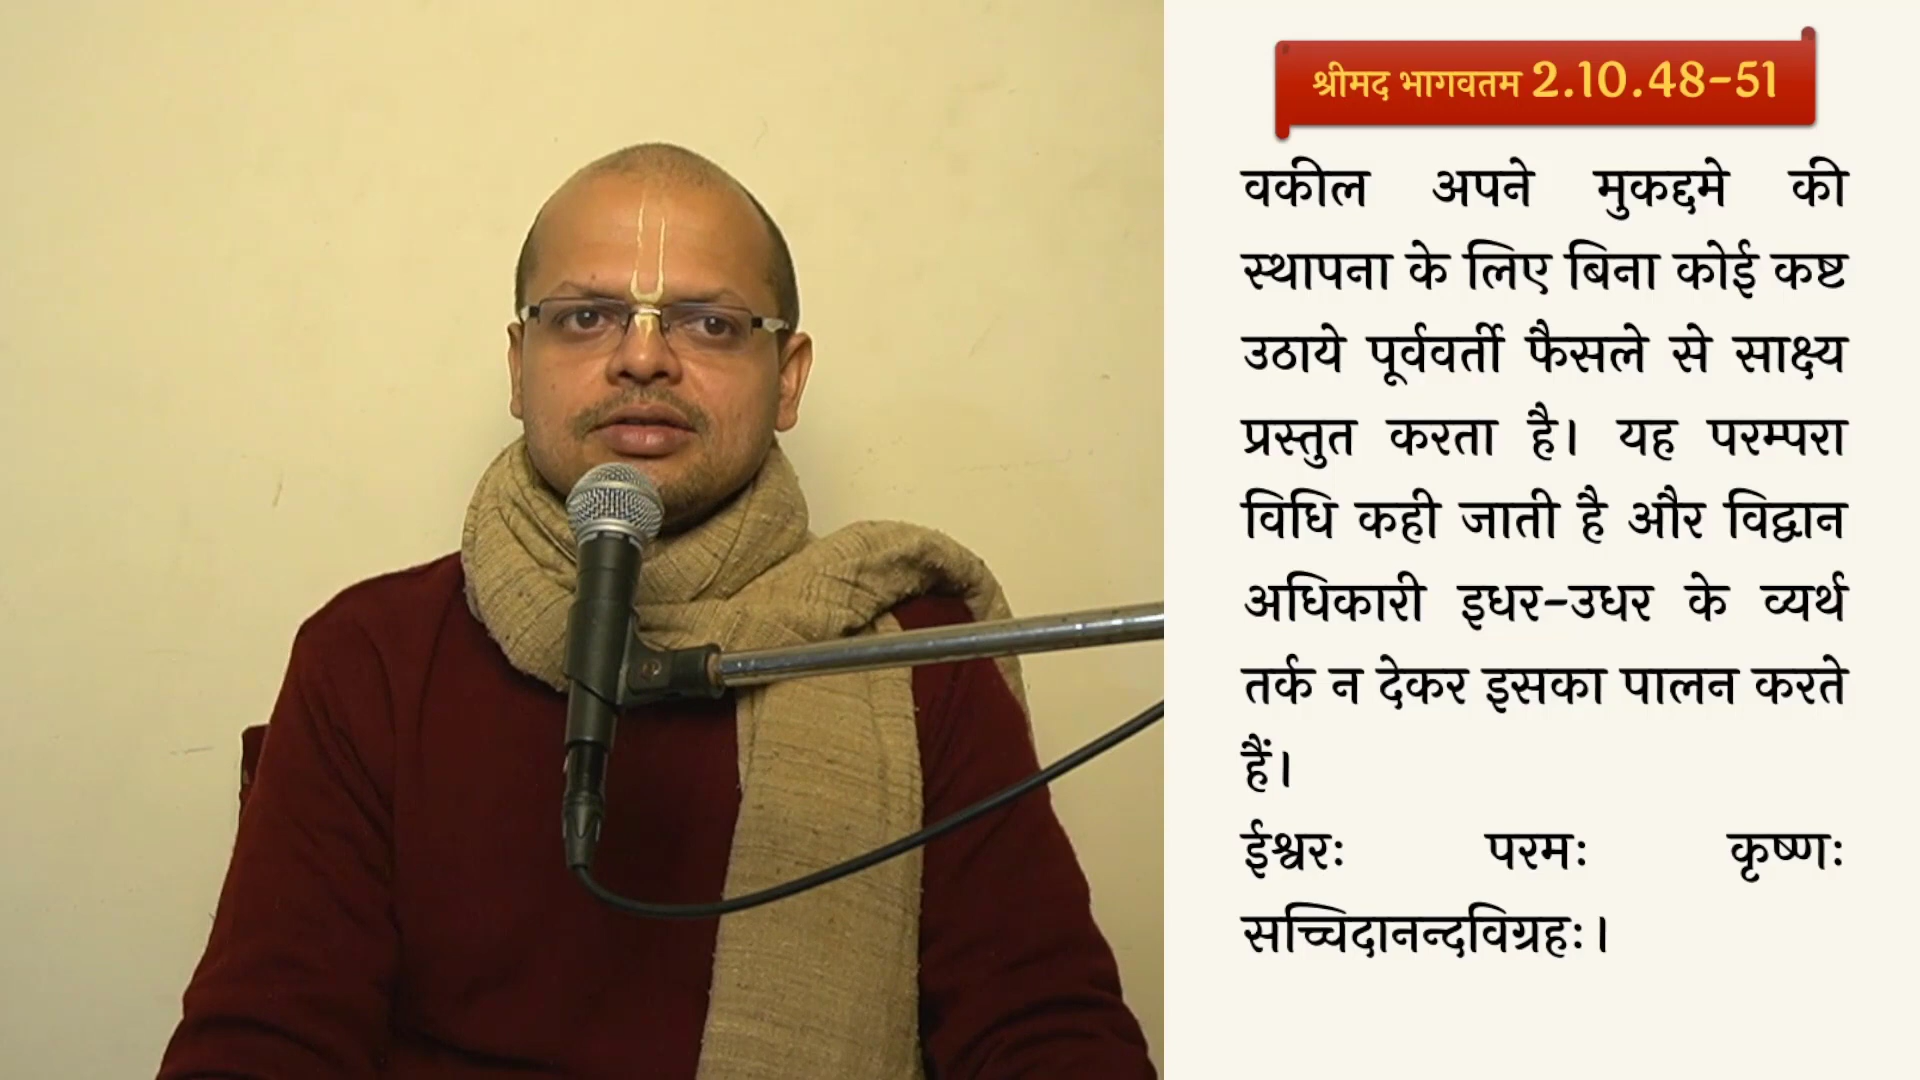 श्रीमद भागवतम 2.10.48-51
वकील अपने मुकद्दमे की
स्थापना के लिए बिना कोई कष्ट
उठाये पूर्ववर्ती फैसले से साक्ष्य
प्रस्तुत करता है। यह परम्परा
विधि कही जाती है और विद्वान
अधिकारी इधर-उधर के व्यर्थ
तर्क न देकर इसका पालन करते
हैं।
ईश्वरः परमः कृष्णः
सच्चिदानन्दविग्रहः।